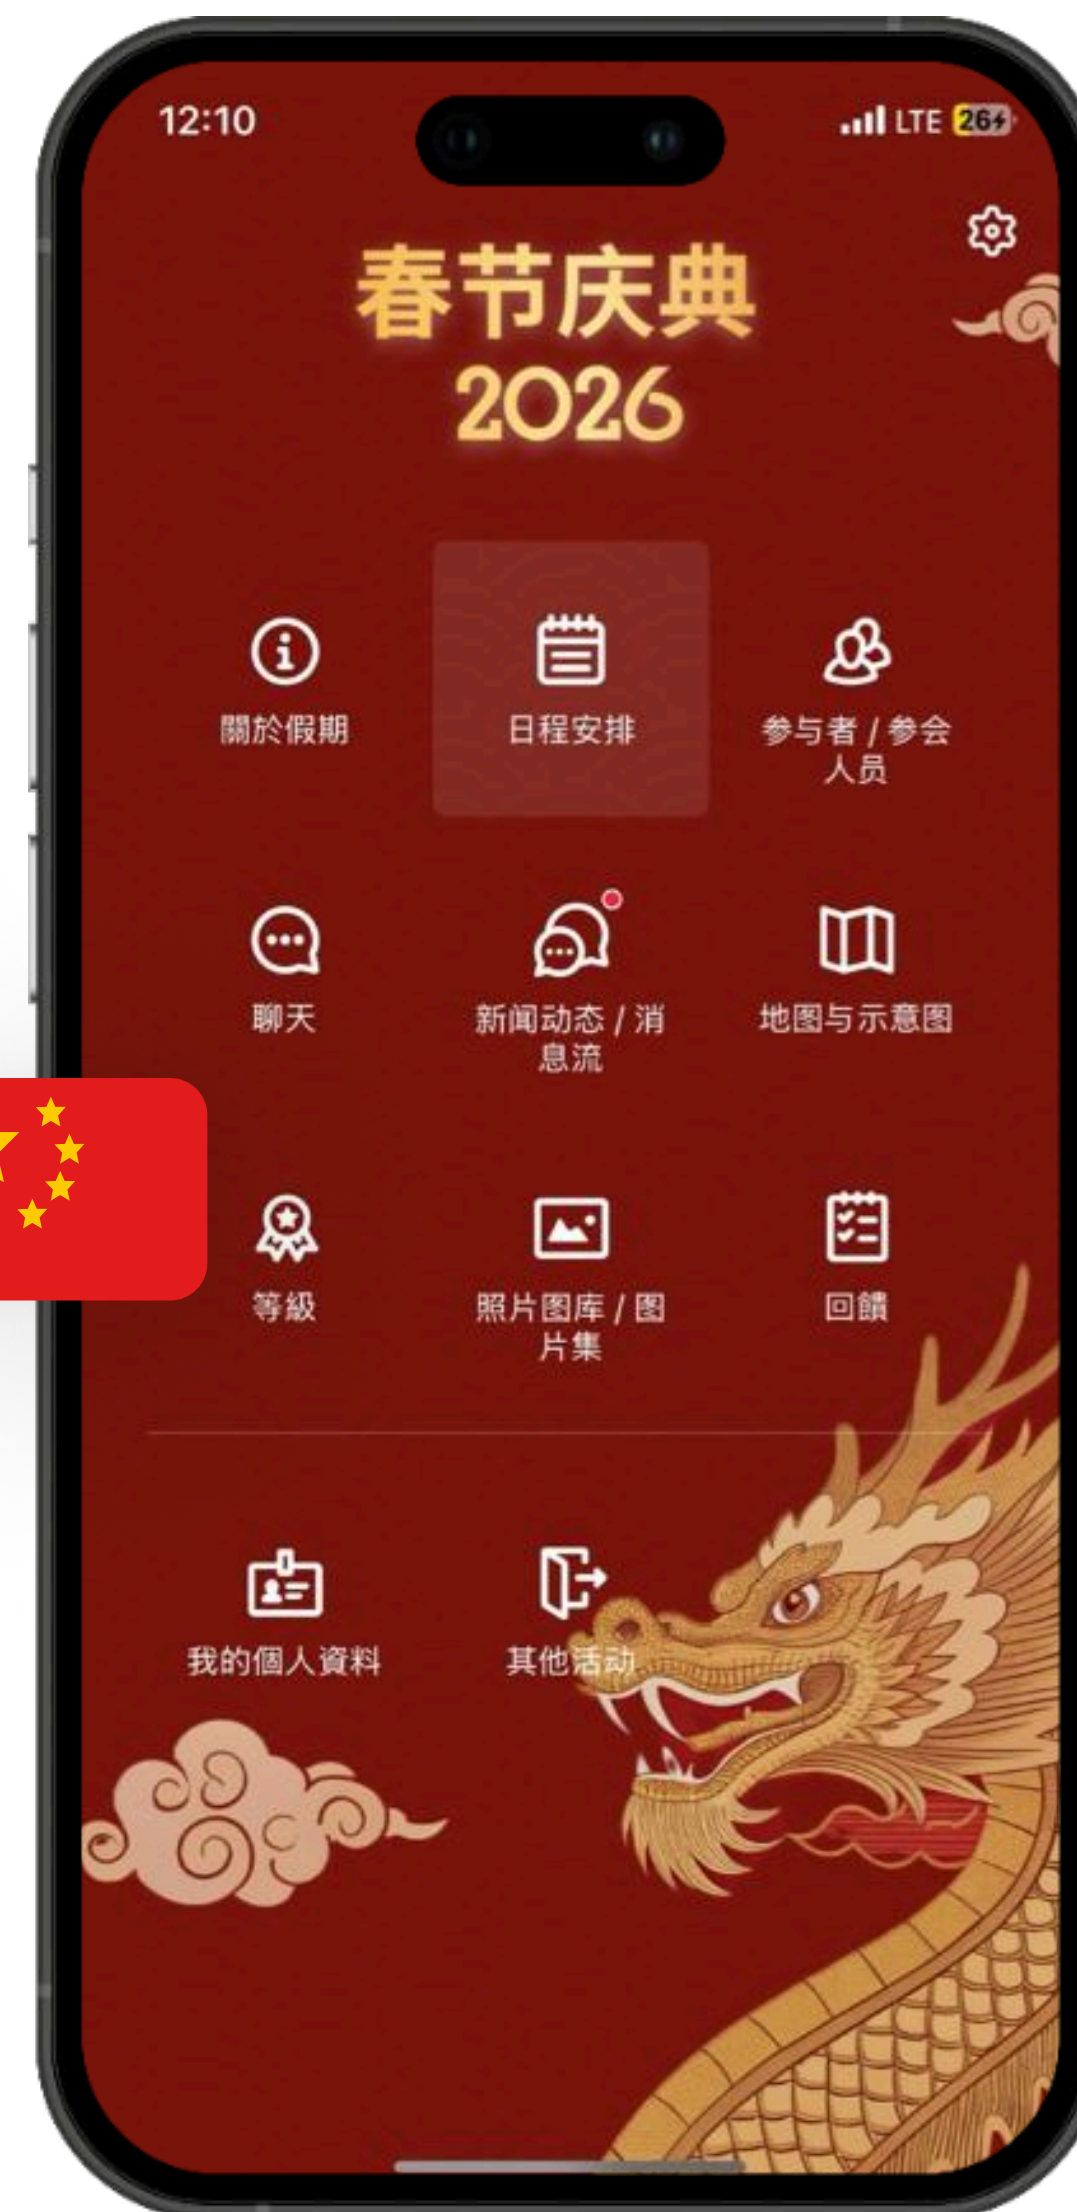 12:10
LTE 26
春节庆典
2026
關於假期
日程安排
参与者 / 参会
人员
聊天
新闻动态 / 消
息流
地图与示意图
等級
照片图库 / 图
片集
回饋
我的個人資料
其他活动